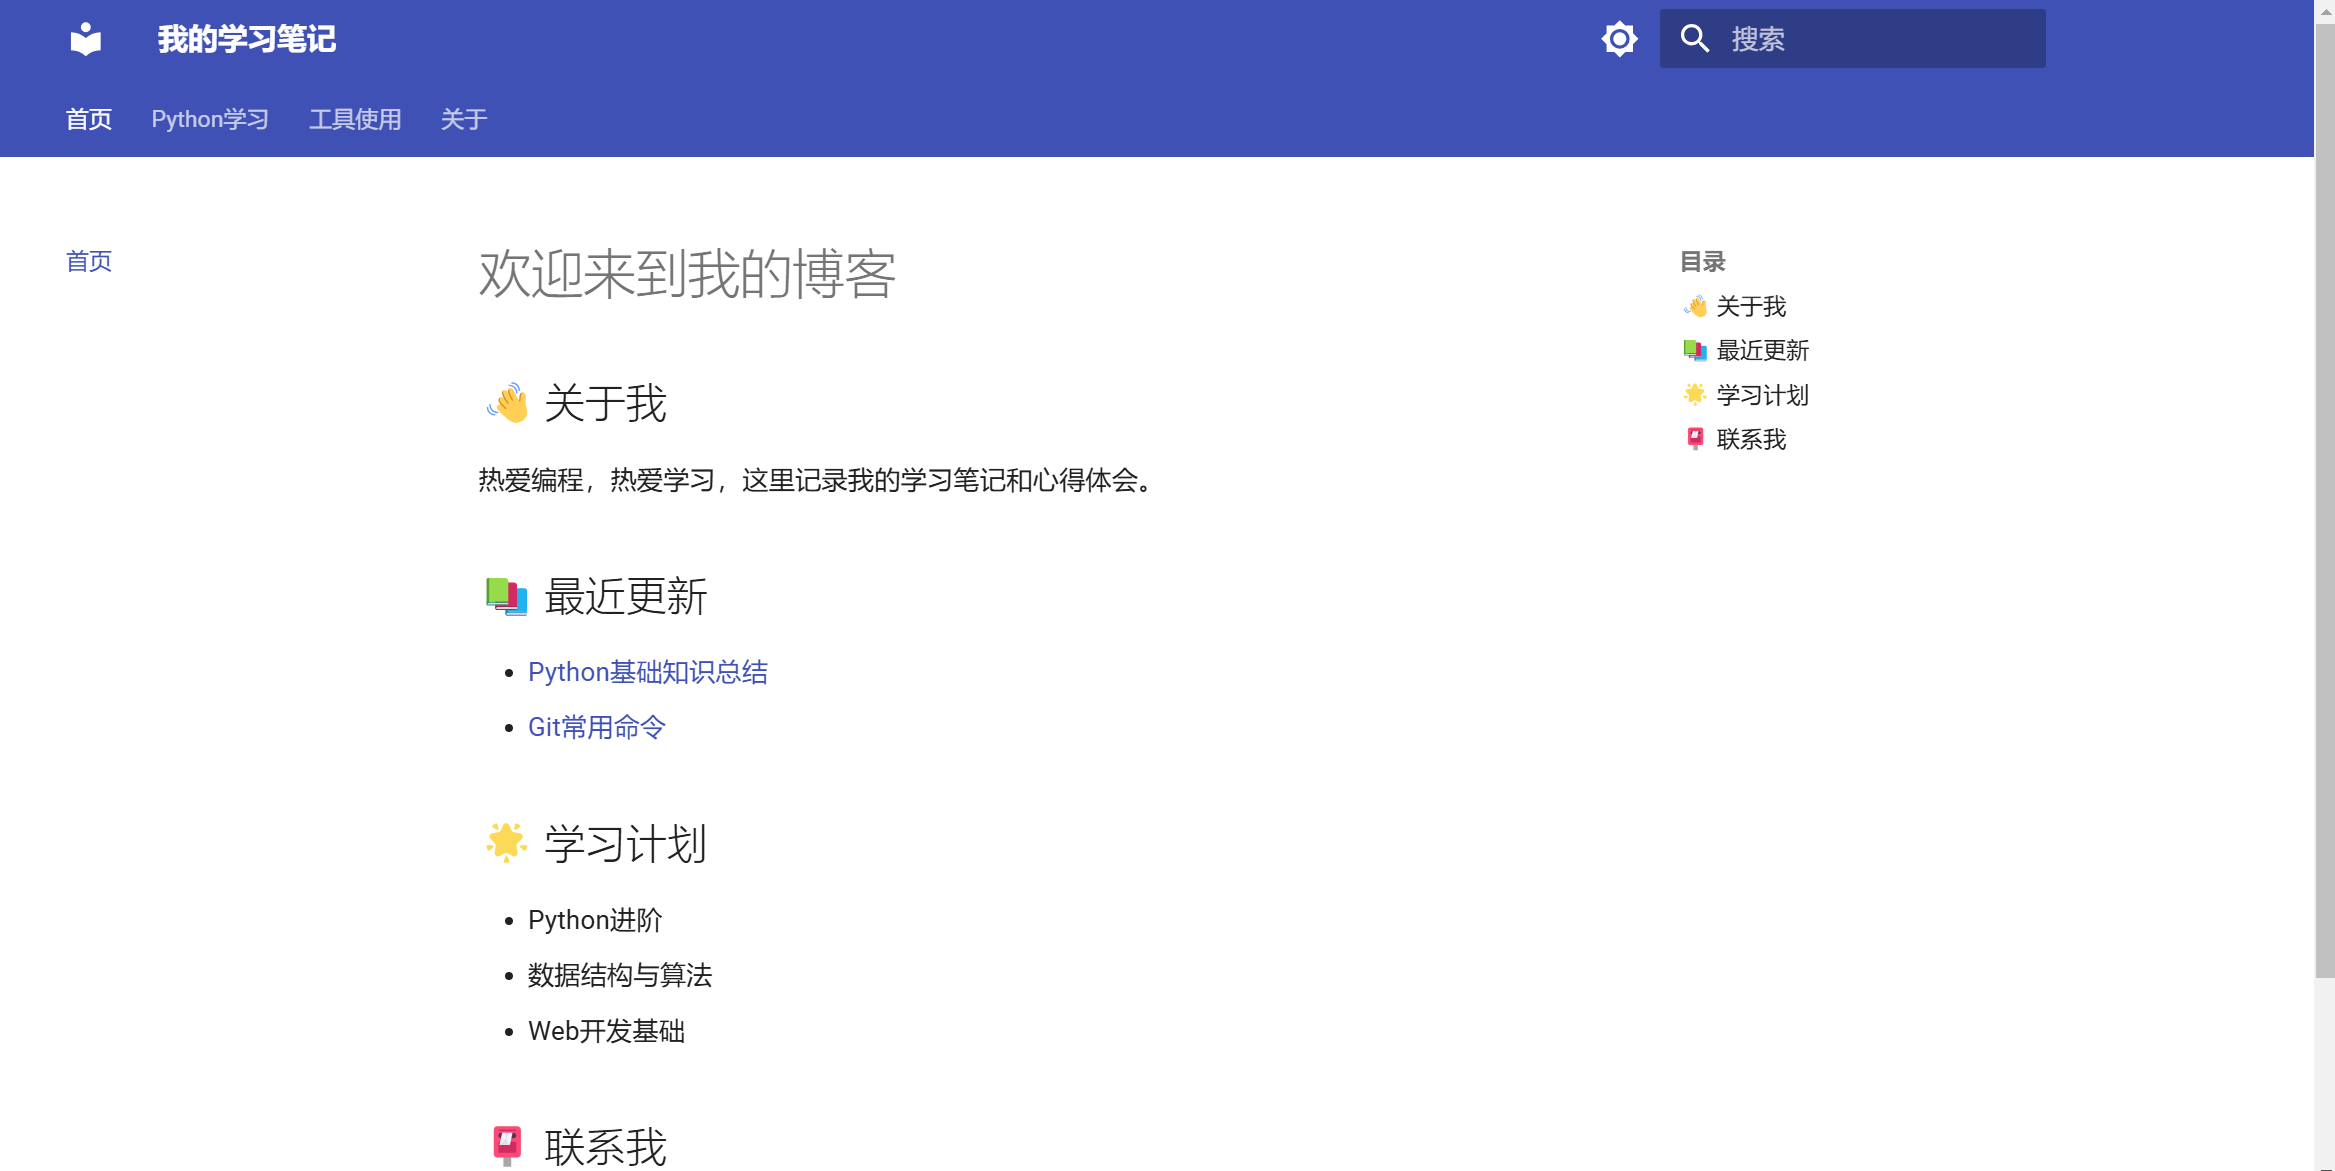 我的学习笔记
搜索
首页 Python学习 工具使用 关于
首页
欢迎来到我的博客
👋 关于我
热爱编程，热爱学习，这里记录我的学习笔记和心得体会。
📚 最近更新
• Python基础知识总结
• Git常用命令
🌟 学习计划
• Python进阶
• 数据结构与算法
• Web开发基础
📮 联系我
目录
👋 关于我
📚 最近更新
🌟 学习计划
📮 联系我